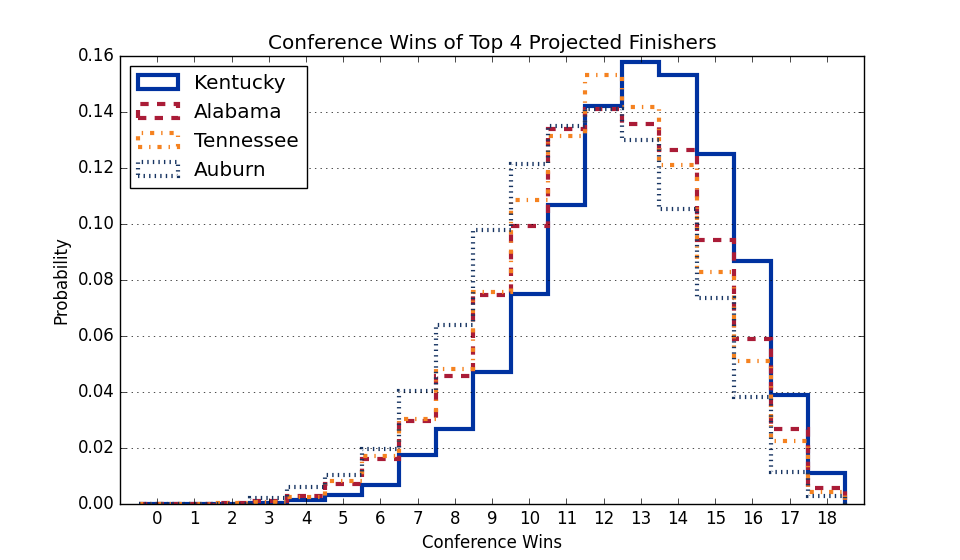 Conference Wins of Top 4 Projected Finishers
Kentucky
Alabama
Tennessee
Auburn
Probability
0.16
0.14
0.12
0.10
0.08
0.06
0.04
0.02
0.00
0 1 2 3 4 5 6 7 8 9 10 11 12 13 14 15 16 17 18
Conference Wins